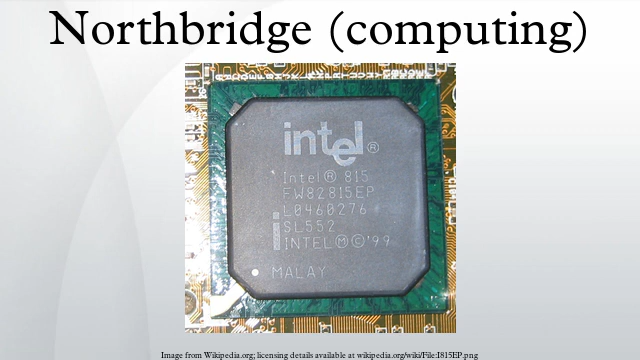 Northbridge (computing)
intel®
Intel® 815
FW82815EP
L0460276
SL552
INTELⓂ©'99
MALAY
Image from Wikipedia.org; licensing details available at wikipedia.org/wiki/File:I815EP.png